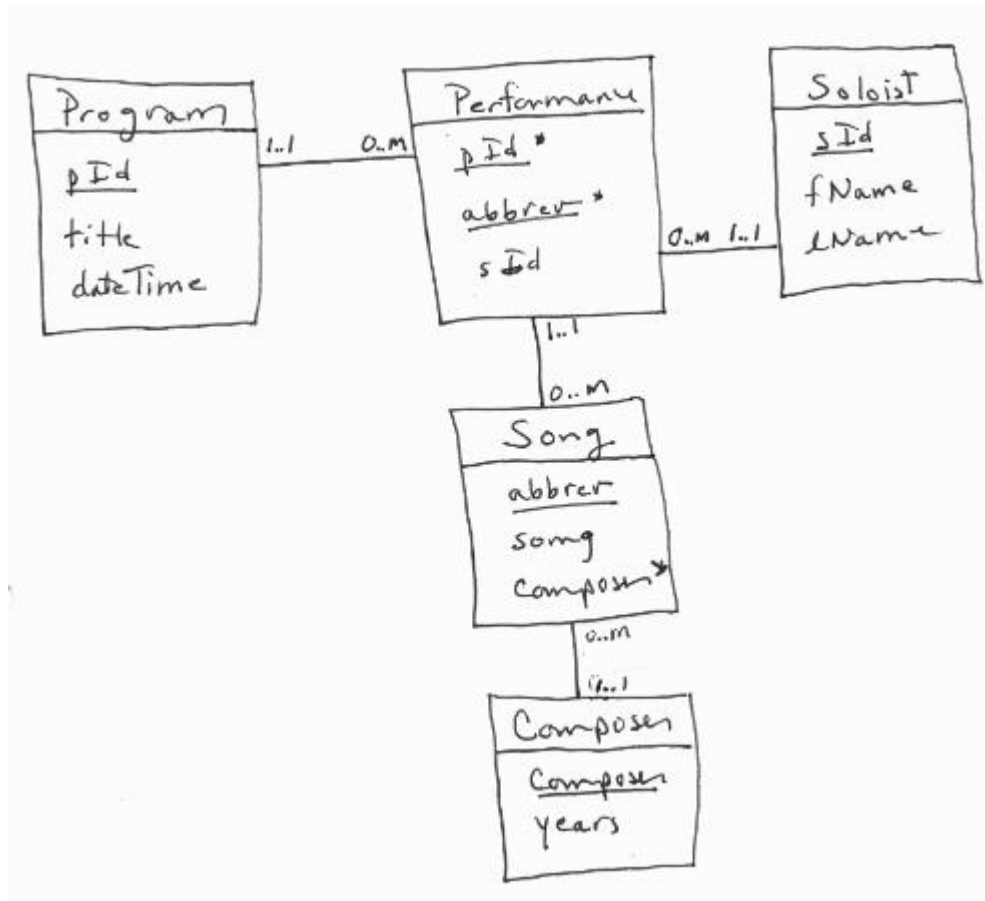 Program
pId
title
dateTime
1..1
0..M
Performance
pId*
abbrev*
sId
0..M 1..1
Soloist
sId
fName
lName
1..1
0..M
Song
abbrev
song
Composer*
0..m
1..1
Composer
Composer
years